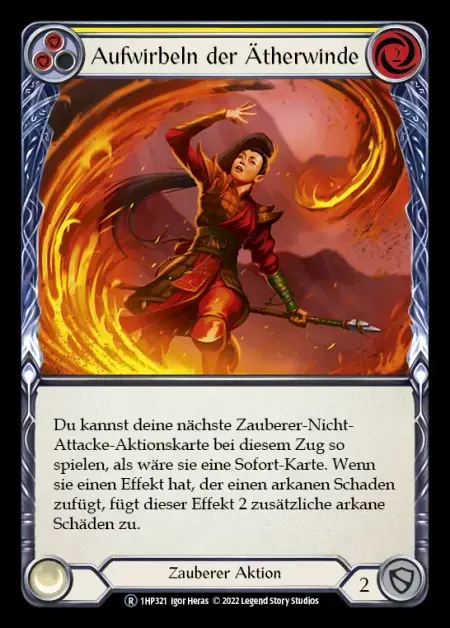 Aufwirbeln der Ätherwinde
2
Du kannst deine nächste Zauberer-Nicht-
Attacke-Aktionskarte bei diesem Zug so
spielen, als wäre sie eine Sofort-Karte. Wenn
sie einen Effekt hat, der einen arkanen Schaden
zufügt, fügt dieser Effekt 2 zusätzliche arkane
Schäden zu.
Zauberer Aktion
2
R 1HP321 Igor Heras © 2022 Legend Story Studios